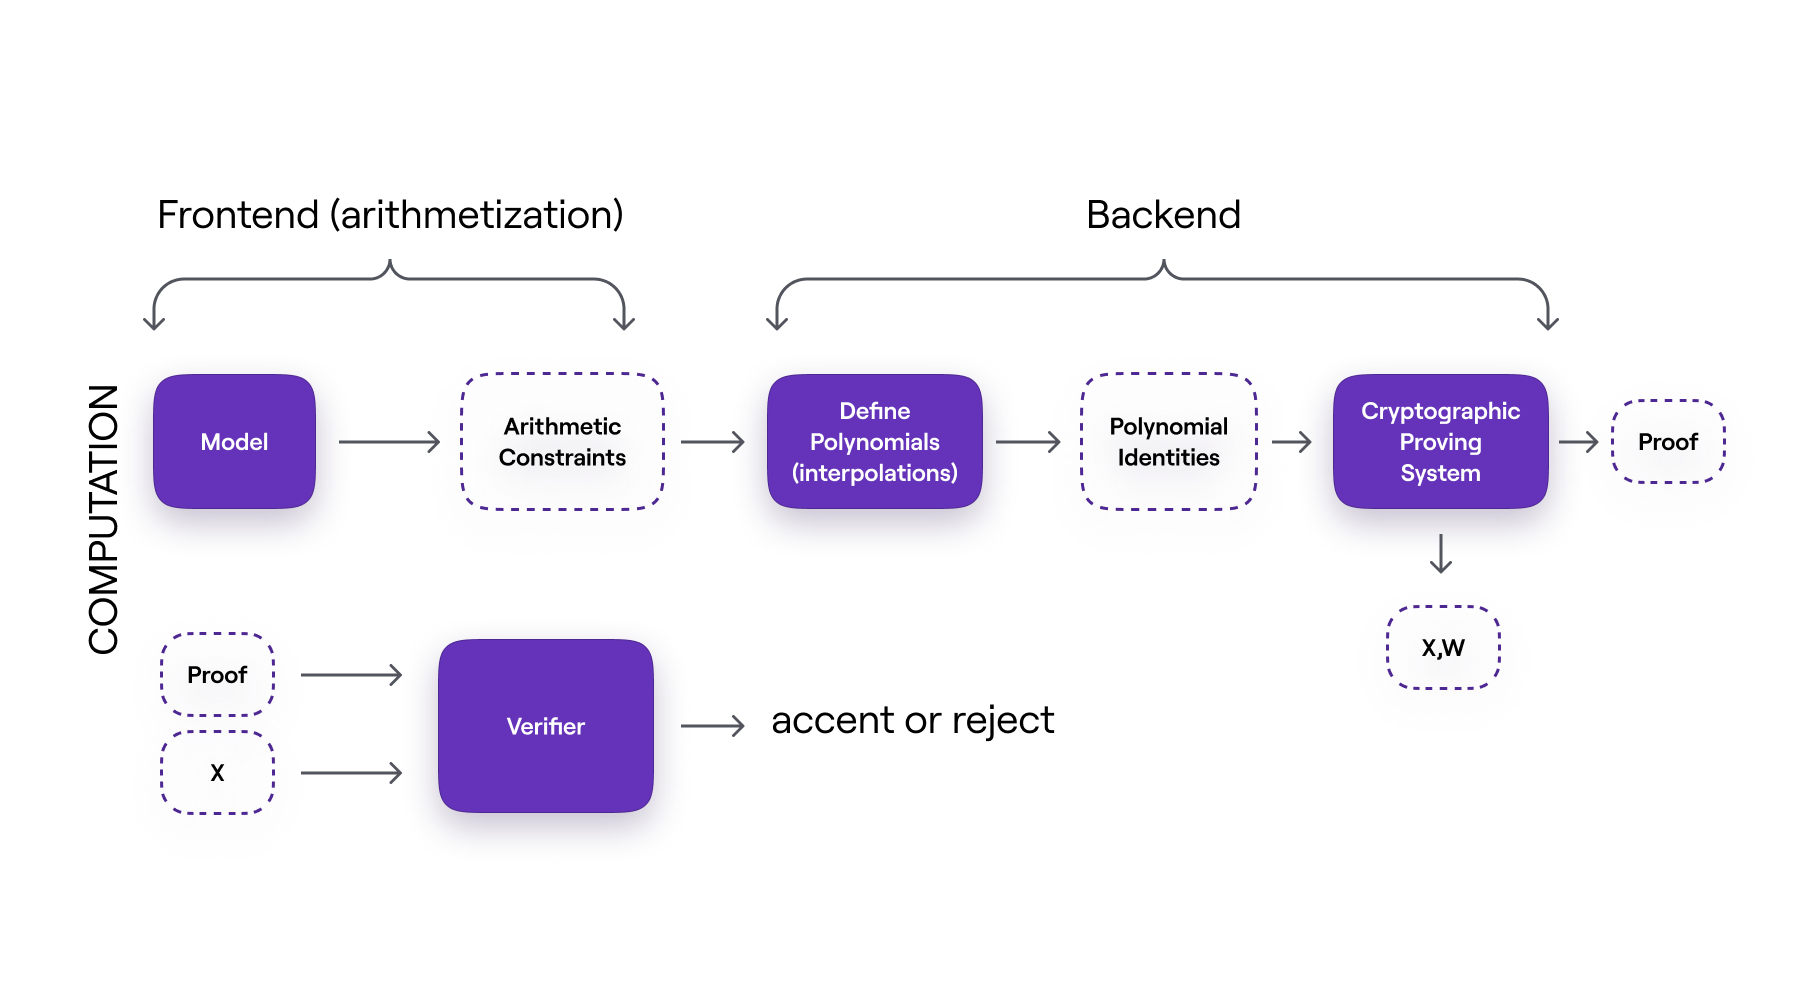 Frontend (arithmetization)
Backend
COMPUTATION
Model
Arithmetic
Constraints
Define
Polynomials
(interpolations)
Polynomial
Identities
Cryptographic
Proving
System
Proof
X,W
Proof
X
Verifier
accent or reject